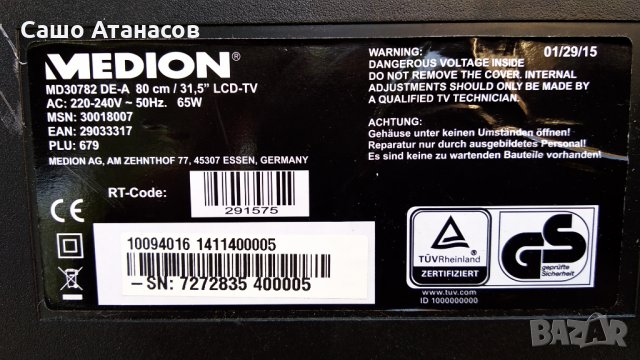 Сашо Атанасов
MEDION®
MD30782 DE-A 80 cm / 31,5" LCD-TV
AC: 220-240V ~ 50Hz. 65W
MSN: 30018007
EAN: 29033317
PLU: 679
MEDION AG, AM ZEHNTHOF 77, 45307 ESSEN, GERMANY
RT-Code:
291575
CE
10094016 1411400005
-SN: 7272835 400005
WARNING: 01/29/15
DANGEROUS VOLTAGE INSIDE
DO NOT REMOVE THE COVER. INTERNAL
ADJUSTMENTS SHOULD ONLY BE MADE BY
A QUALIFIED TV TECHNICIAN.
ACHTUNG:
Gehäuse unter keinen Umständen öffnen!
Reparatur nur durch ausgebildetes Personal!
Es sind keine zu wartenden Bauteile vorhanden!
TÜVRheinland
ZERTIFIZIERT
www.tuv.com
ID 1000000000
GS
geprüfte
Sicherheit
BAZAR